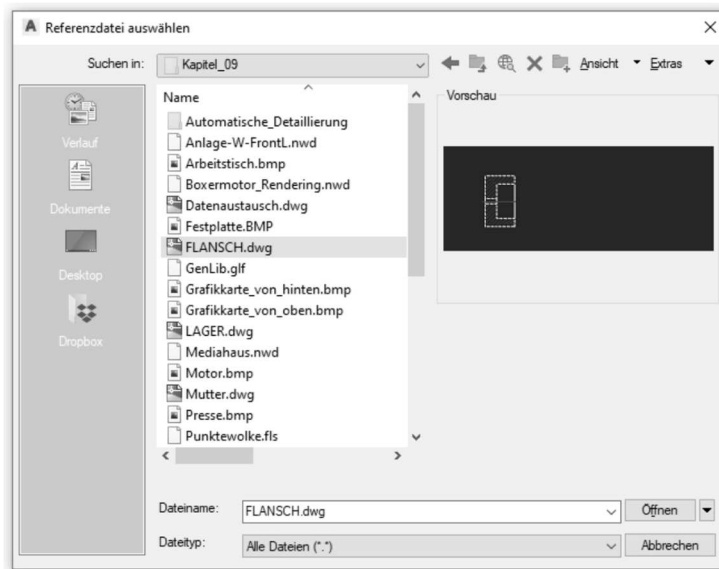 A Referenzdatei auswählen
Suchen in: Kapitel_09 Ansicht Extras
Verlauf
Dokumente
Desktop
Dropbox
Name
Automatische_Detaillierung
Anlage-W-FrontL.nwd
Arbeitstisch.bmp
Boxermotor_Rendering.nwd
Datenaustausch.dwg
Festplatte.BMP
FLANSCH.dwg
GenLib.glf
Grafikkarte_von_hinten.bmp
Grafikkarte_von_oben.bmp
LAGER.dwg
Mediahaus.nwd
Motor.bmp
Mutter.dwg
Presse.bmp
Punktewolke.fls
Vorschau
Dateiname: FLANSCH.dwg Öffnen
Dateityp: Alle Dateien (*.*) Abbrechen